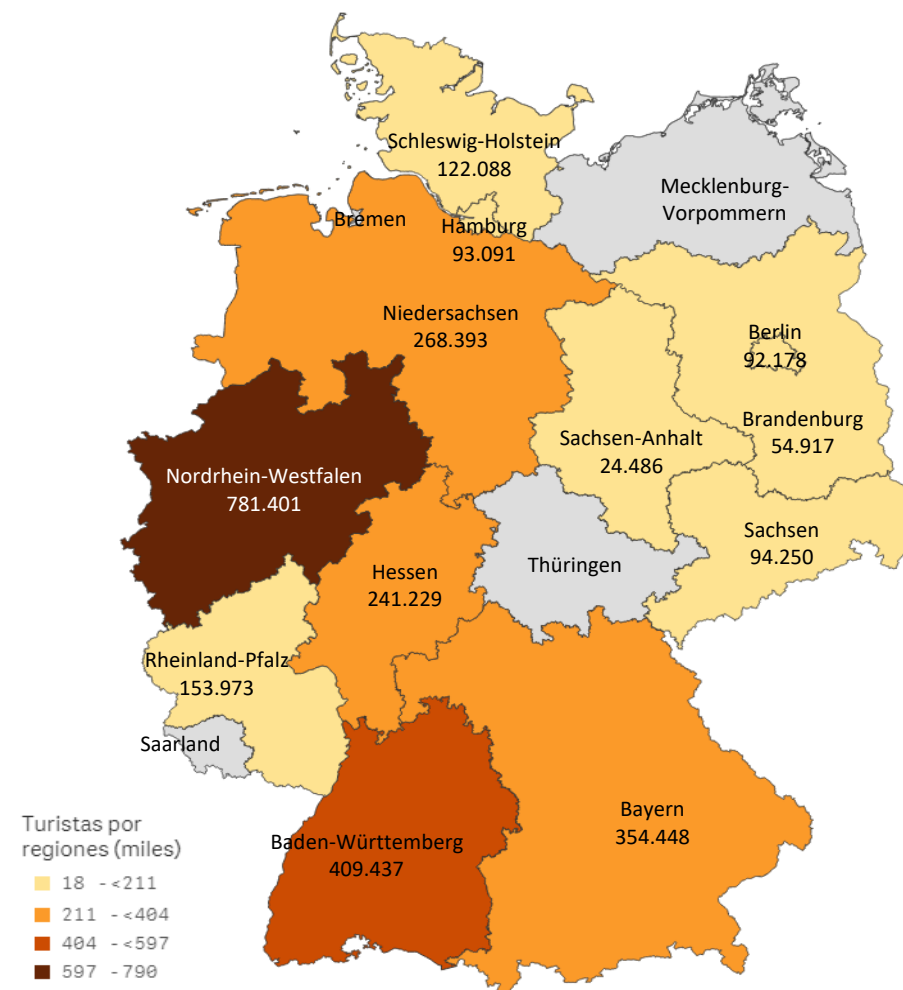 Schleswig-Holstein
122.088
Mecklenburg-
Vorpommern
Bremen
Hamburg
93.091
Niedersachsen
268.393
Berlin
92.178
Brandenburg
54.917
Sachsen-Anhalt
24.486
Nordrhein-Westfalen
781.401
Sachsen
94.250
Hessen
241.229
Thüringen
Rheinland-Pfalz
153.973
Saarland
Bayern
354.448
Baden-Württemberg
409.437
Turistas por
regiones (miles)
18 -<211
211 -<404
404 -<597
597 -790